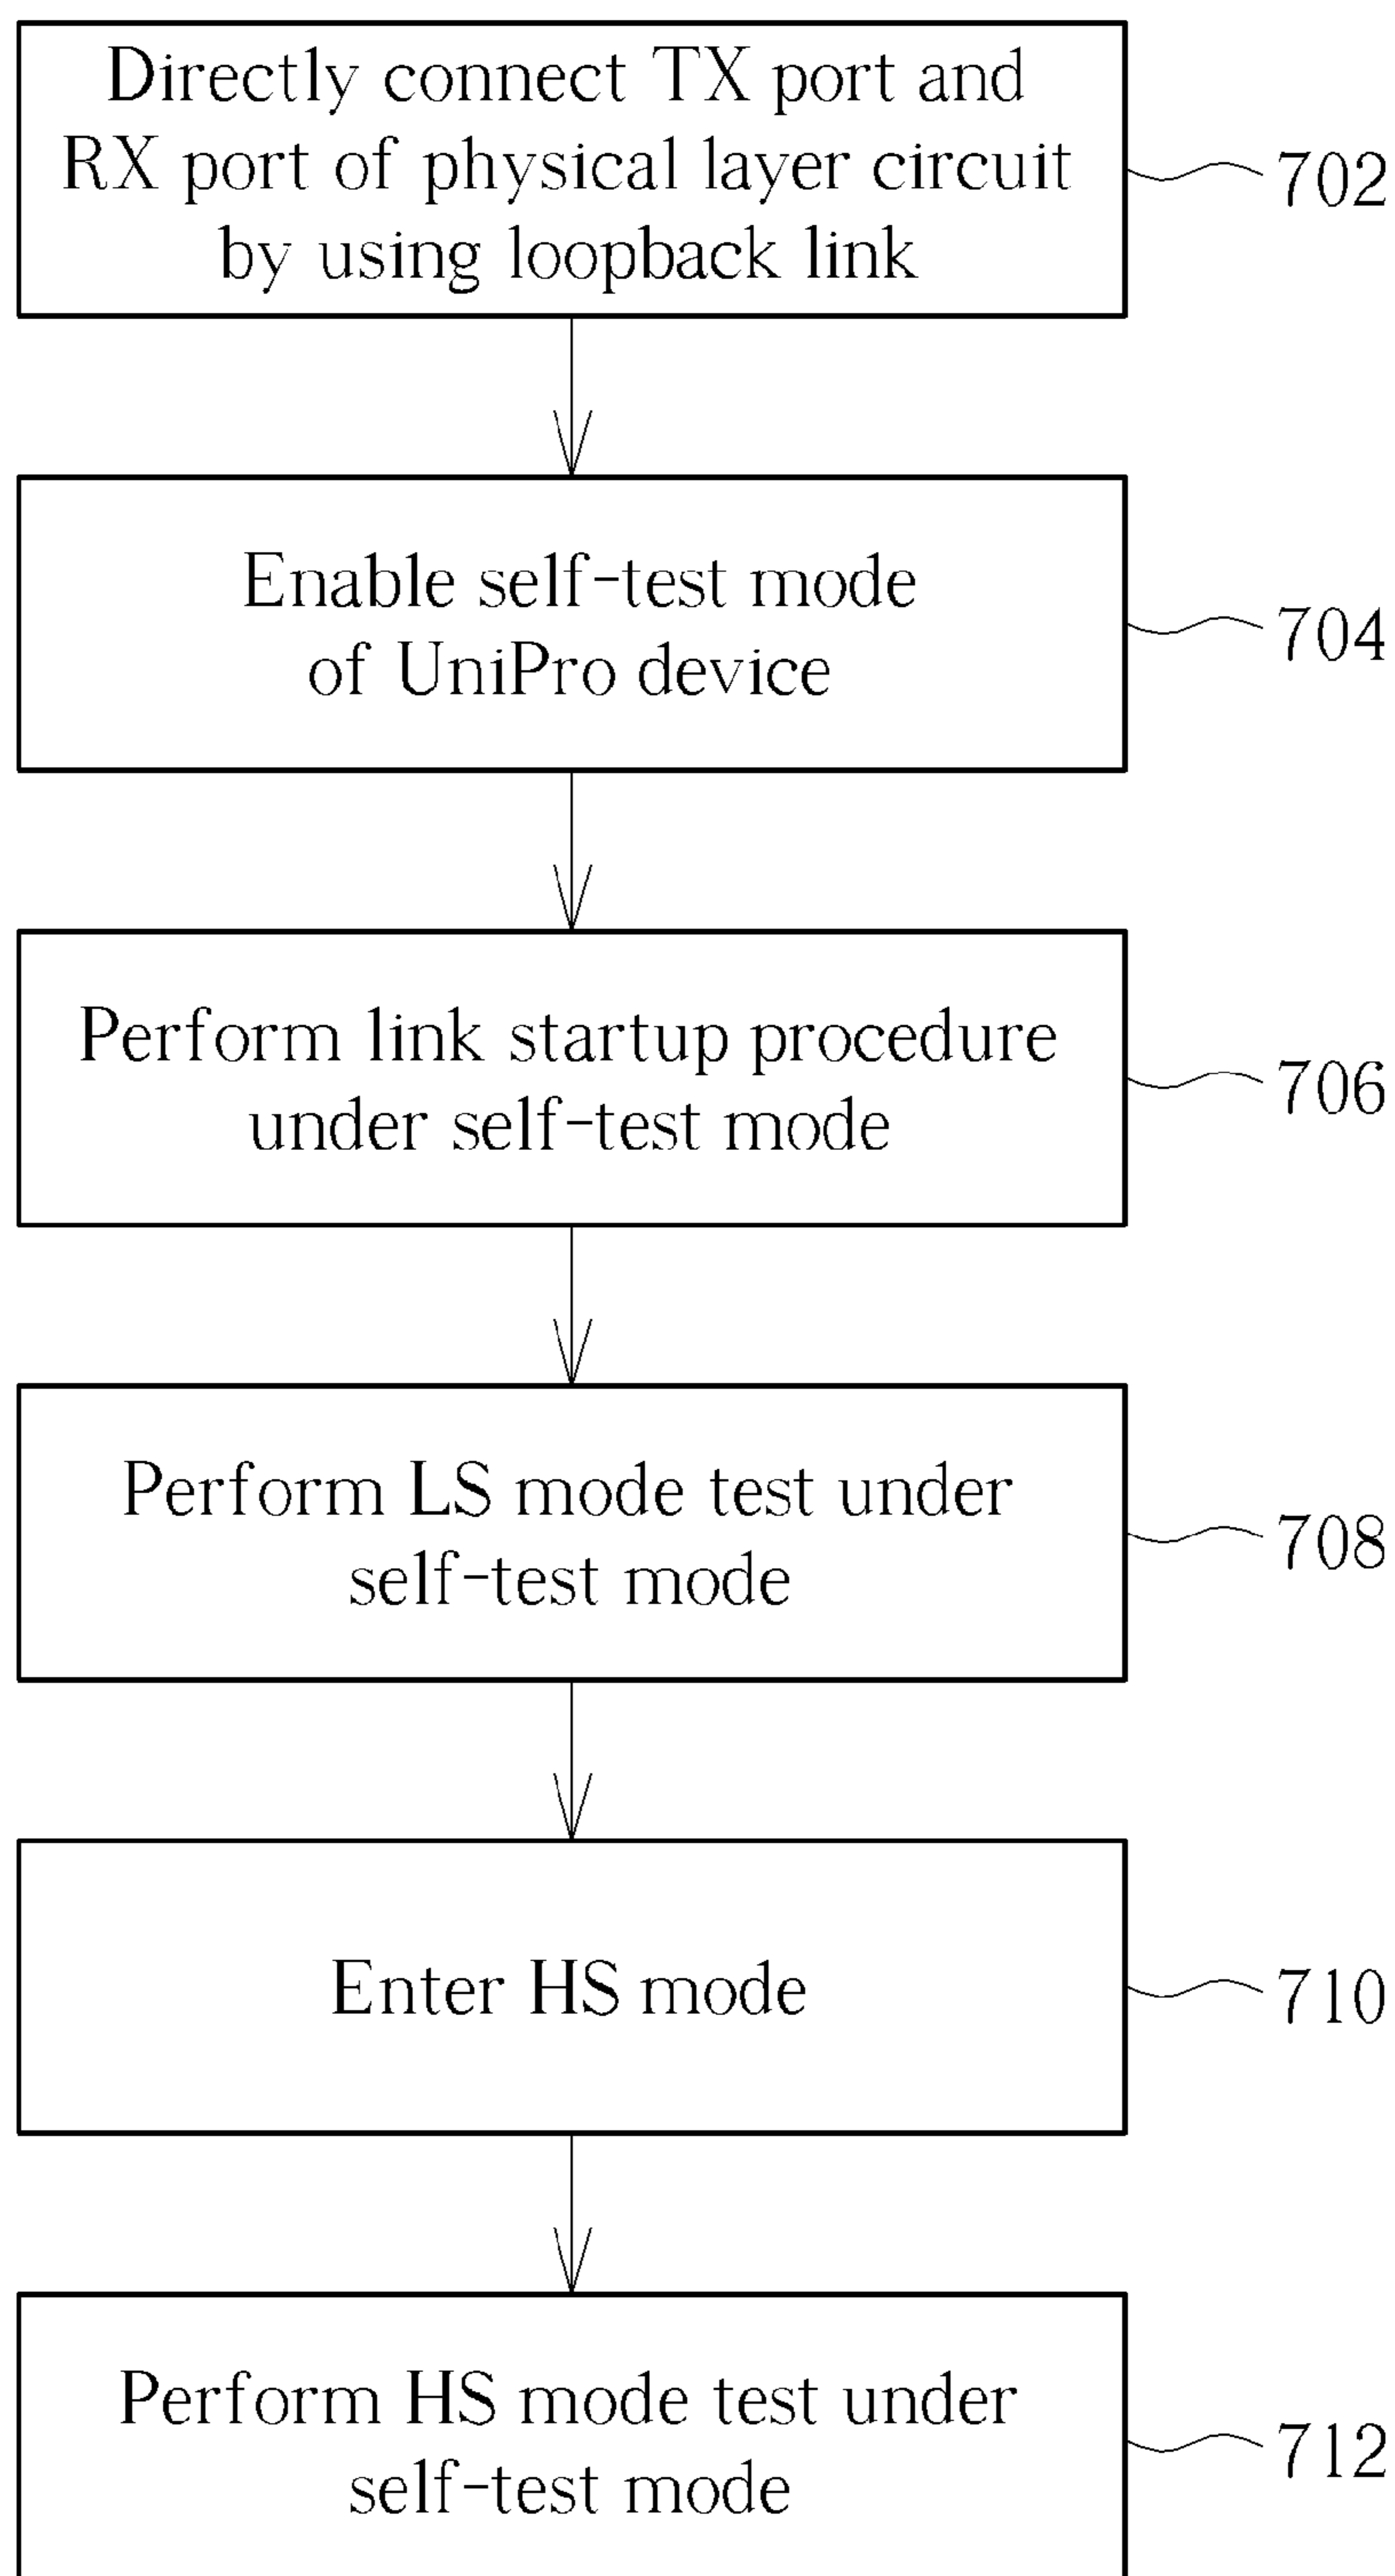 Directly connect TX port and
RX port of physical layer circuit
by using loopback link
702
Enable self-test mode
of UniPro device
704
Perform link startup procedure
under self-test mode
706
Perform LS mode test under
self-test mode
708
Enter HS mode
710
Perform HS mode test under
self-test mode
712